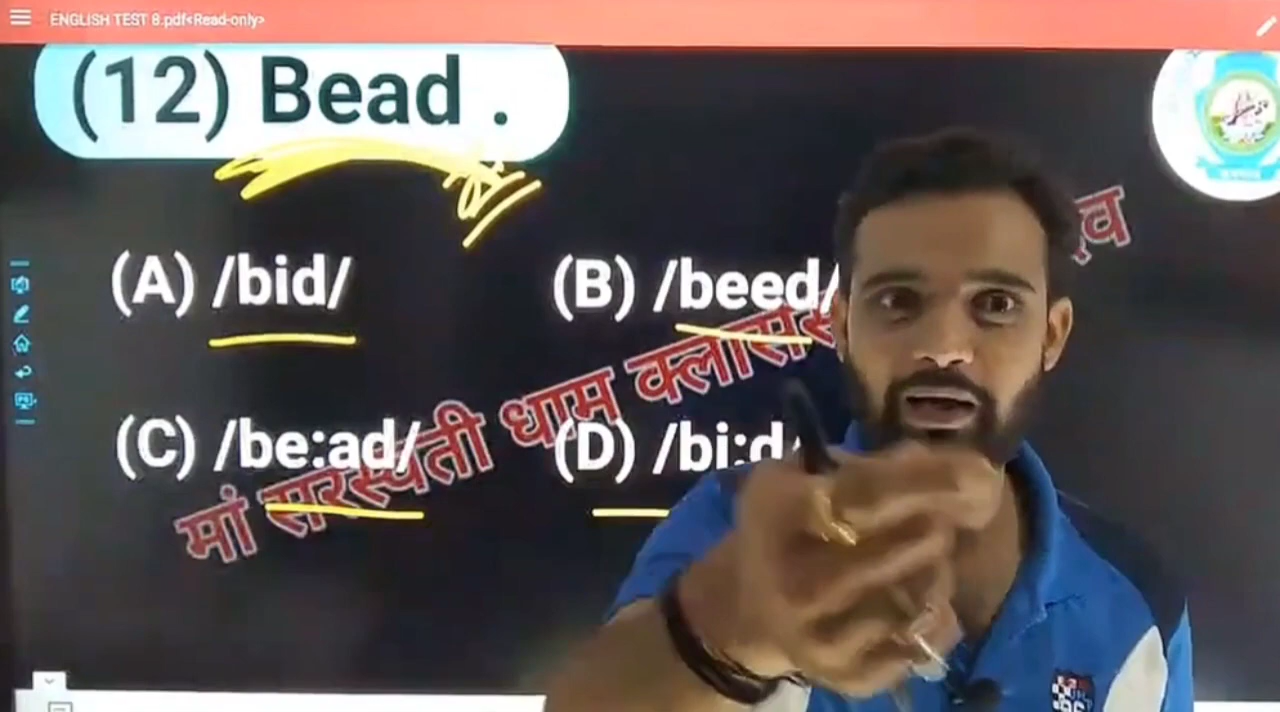 ENGLISH TEST 8.pdf<Read-only>
(12) Bead .
(A) /bid/
(B) /beed/
(C) /be:ad/
(D) /bi:d
मां सरस्वती धाम क्लासेस